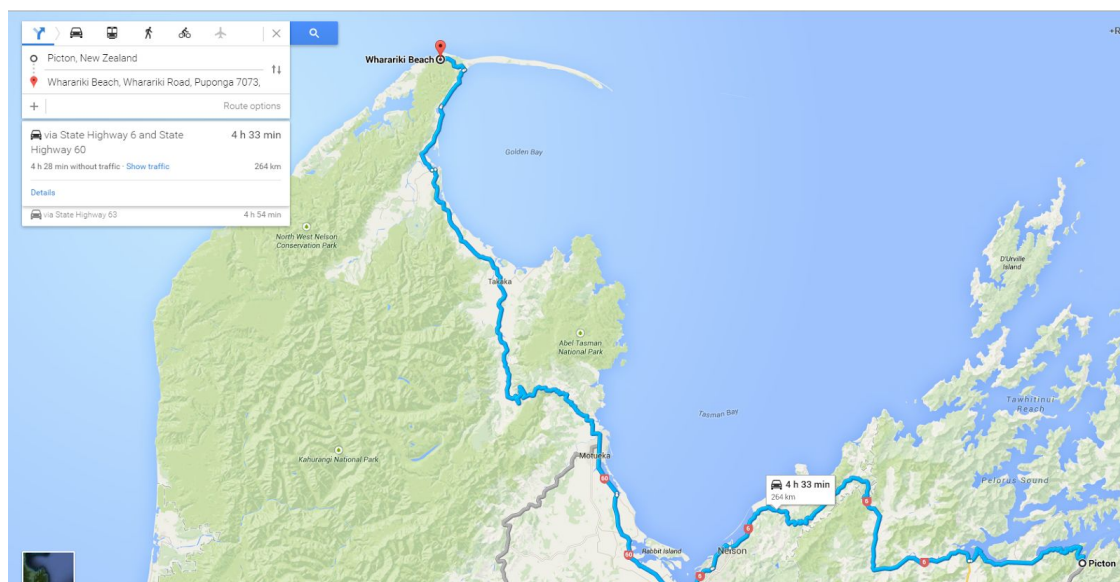 Picton, New Zealand
Wharariki Beach, Wharariki Road, Puponga 7073,
+
Route options
via State Highway 6 and State
Highway 60
4 h 33 min
4 h 28 min without traffic · Show traffic
264 km
Details
via State Highway 63
4 h 54 min
+R
Wharariki Beach
Golden Bay
North West Nelson
Conservation Park
D'Urville
Island
Takaka
Abel Tasman
National Park
Tawhitinui
Reach
Tasman Bay
Kahurangi National Park
Motueka
60
4 h 33 min
264 km
Pelorus Sound
6
6
Nelson
Rabbit Island
60
6
6
Picton